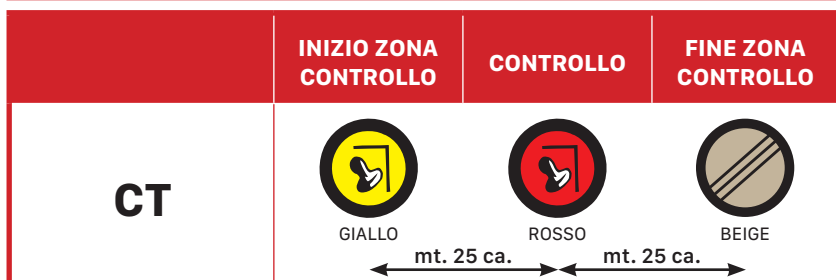 INIZIO ZONA
CONTROLLO
CONTROLLO
FINE ZONA
CONTROLLO
CT
GIALLO
ROSSO
BEIGE
mt. 25 ca.
mt. 25 ca.